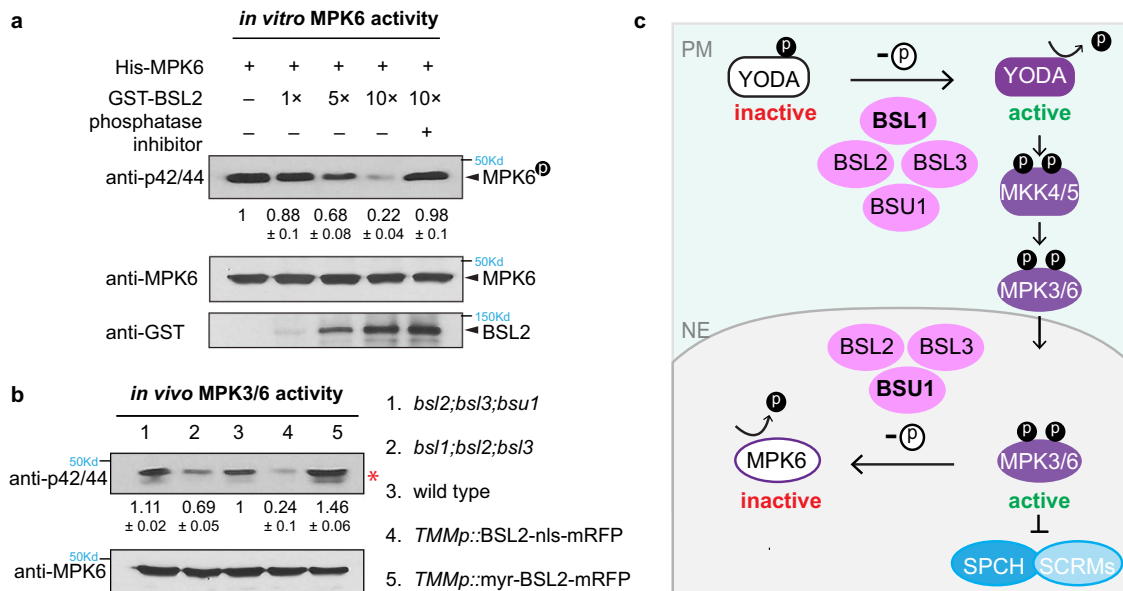 a
in vitro MPK6 activity
His-MPK6 + + + + +
GST-BSL2 – 1× 5× 10× 10×
phosphatase inhibitor – – – – +
50Kd
anti-p42/44 MPK6 p
1 0.88 0.68 0.22 0.98
± 0.1 ± 0.08 ± 0.04 ± 0.1
50Kd
anti-MPK6 MPK6
150Kd
anti-GST BSL2
b
in vivo MPK3/6 activity
1 2 3 4 5
50Kd
anti-p42/44 *
1.11 0.69 1 0.24 1.46
± 0.02 ± 0.05 ± 0.1 ± 0.06
50Kd
anti-MPK6
1. bsl2;bsl3;bsu1
2. bsl1;bsl2;bsl3
3. wild type
4. TMMp::BSL2-nls-mRFP
5. TMMp::myr-BSL2-mRFP
c
PM
p
YODA
inactive
– p
p
YODA
active
BSL1
BSL2 BSL3
BSU1
p p
MKK4/5
p p
MPK3/6
NE
BSL2 BSL3
BSU1
p
MPK6
inactive
– p
p p
MPK3/6
active
SPCH SCRMs